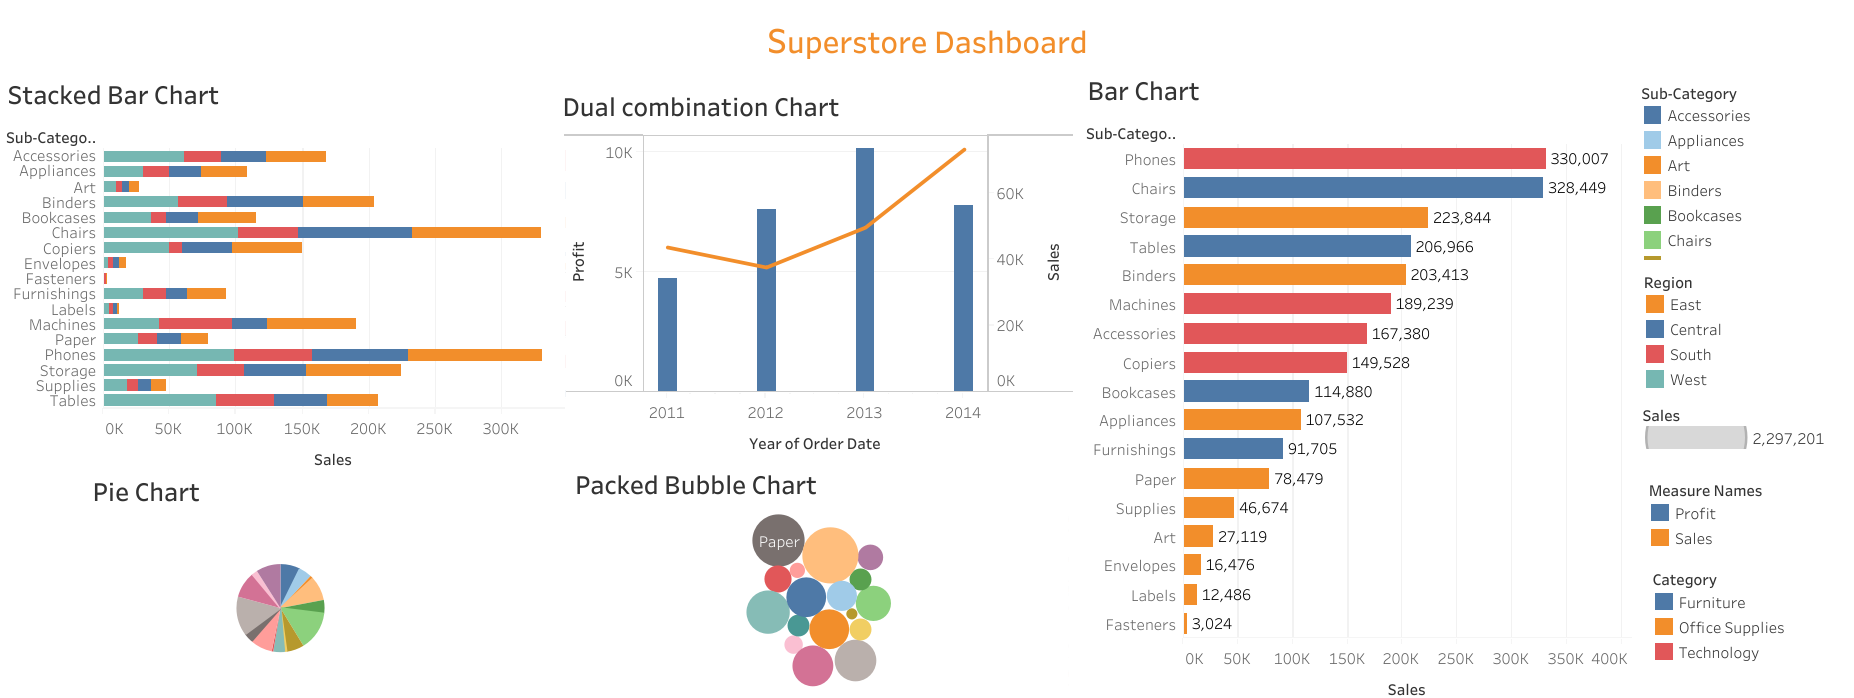 Superstore Dashboard
Stacked Bar Chart
Sub-Catego..
Accessories
Appliances
Art
Binders
Bookcases
Chairs
Copiers
Envelopes
Fasteners
Furnishings
Labels
Machines
Paper
Phones
Storage
Supplies
Tables
0K 50K 100K 150K 200K 250K 300K
Sales
Dual combination Chart
10K
5K
0K
Profit
60K
40K
20K
0K
Sales
2011 2012 2013 2014
Year of Order Date
Pie Chart
Packed Bubble Chart
Paper
Bar Chart
Sub-Catego..
Phones 330,007
Chairs 328,449
Storage 223,844
Tables 206,966
Binders 203,413
Machines 189,239
Accessories 167,380
Copiers 149,528
Bookcases 114,880
Appliances 107,532
Furnishings 91,705
Paper 78,479
Supplies 46,674
Art 27,119
Envelopes 16,476
Labels 12,486
Fasteners 3,024
0K 50K 100K 150K 200K 250K 300K 350K 400K
Sales
Sub-Category
Accessories
Appliances
Art
Binders
Bookcases
Chairs
Region
East
Central
South
West
Sales
2,297,201
Measure Names
Profit
Sales
Category
Furniture
Office Supplies
Technology